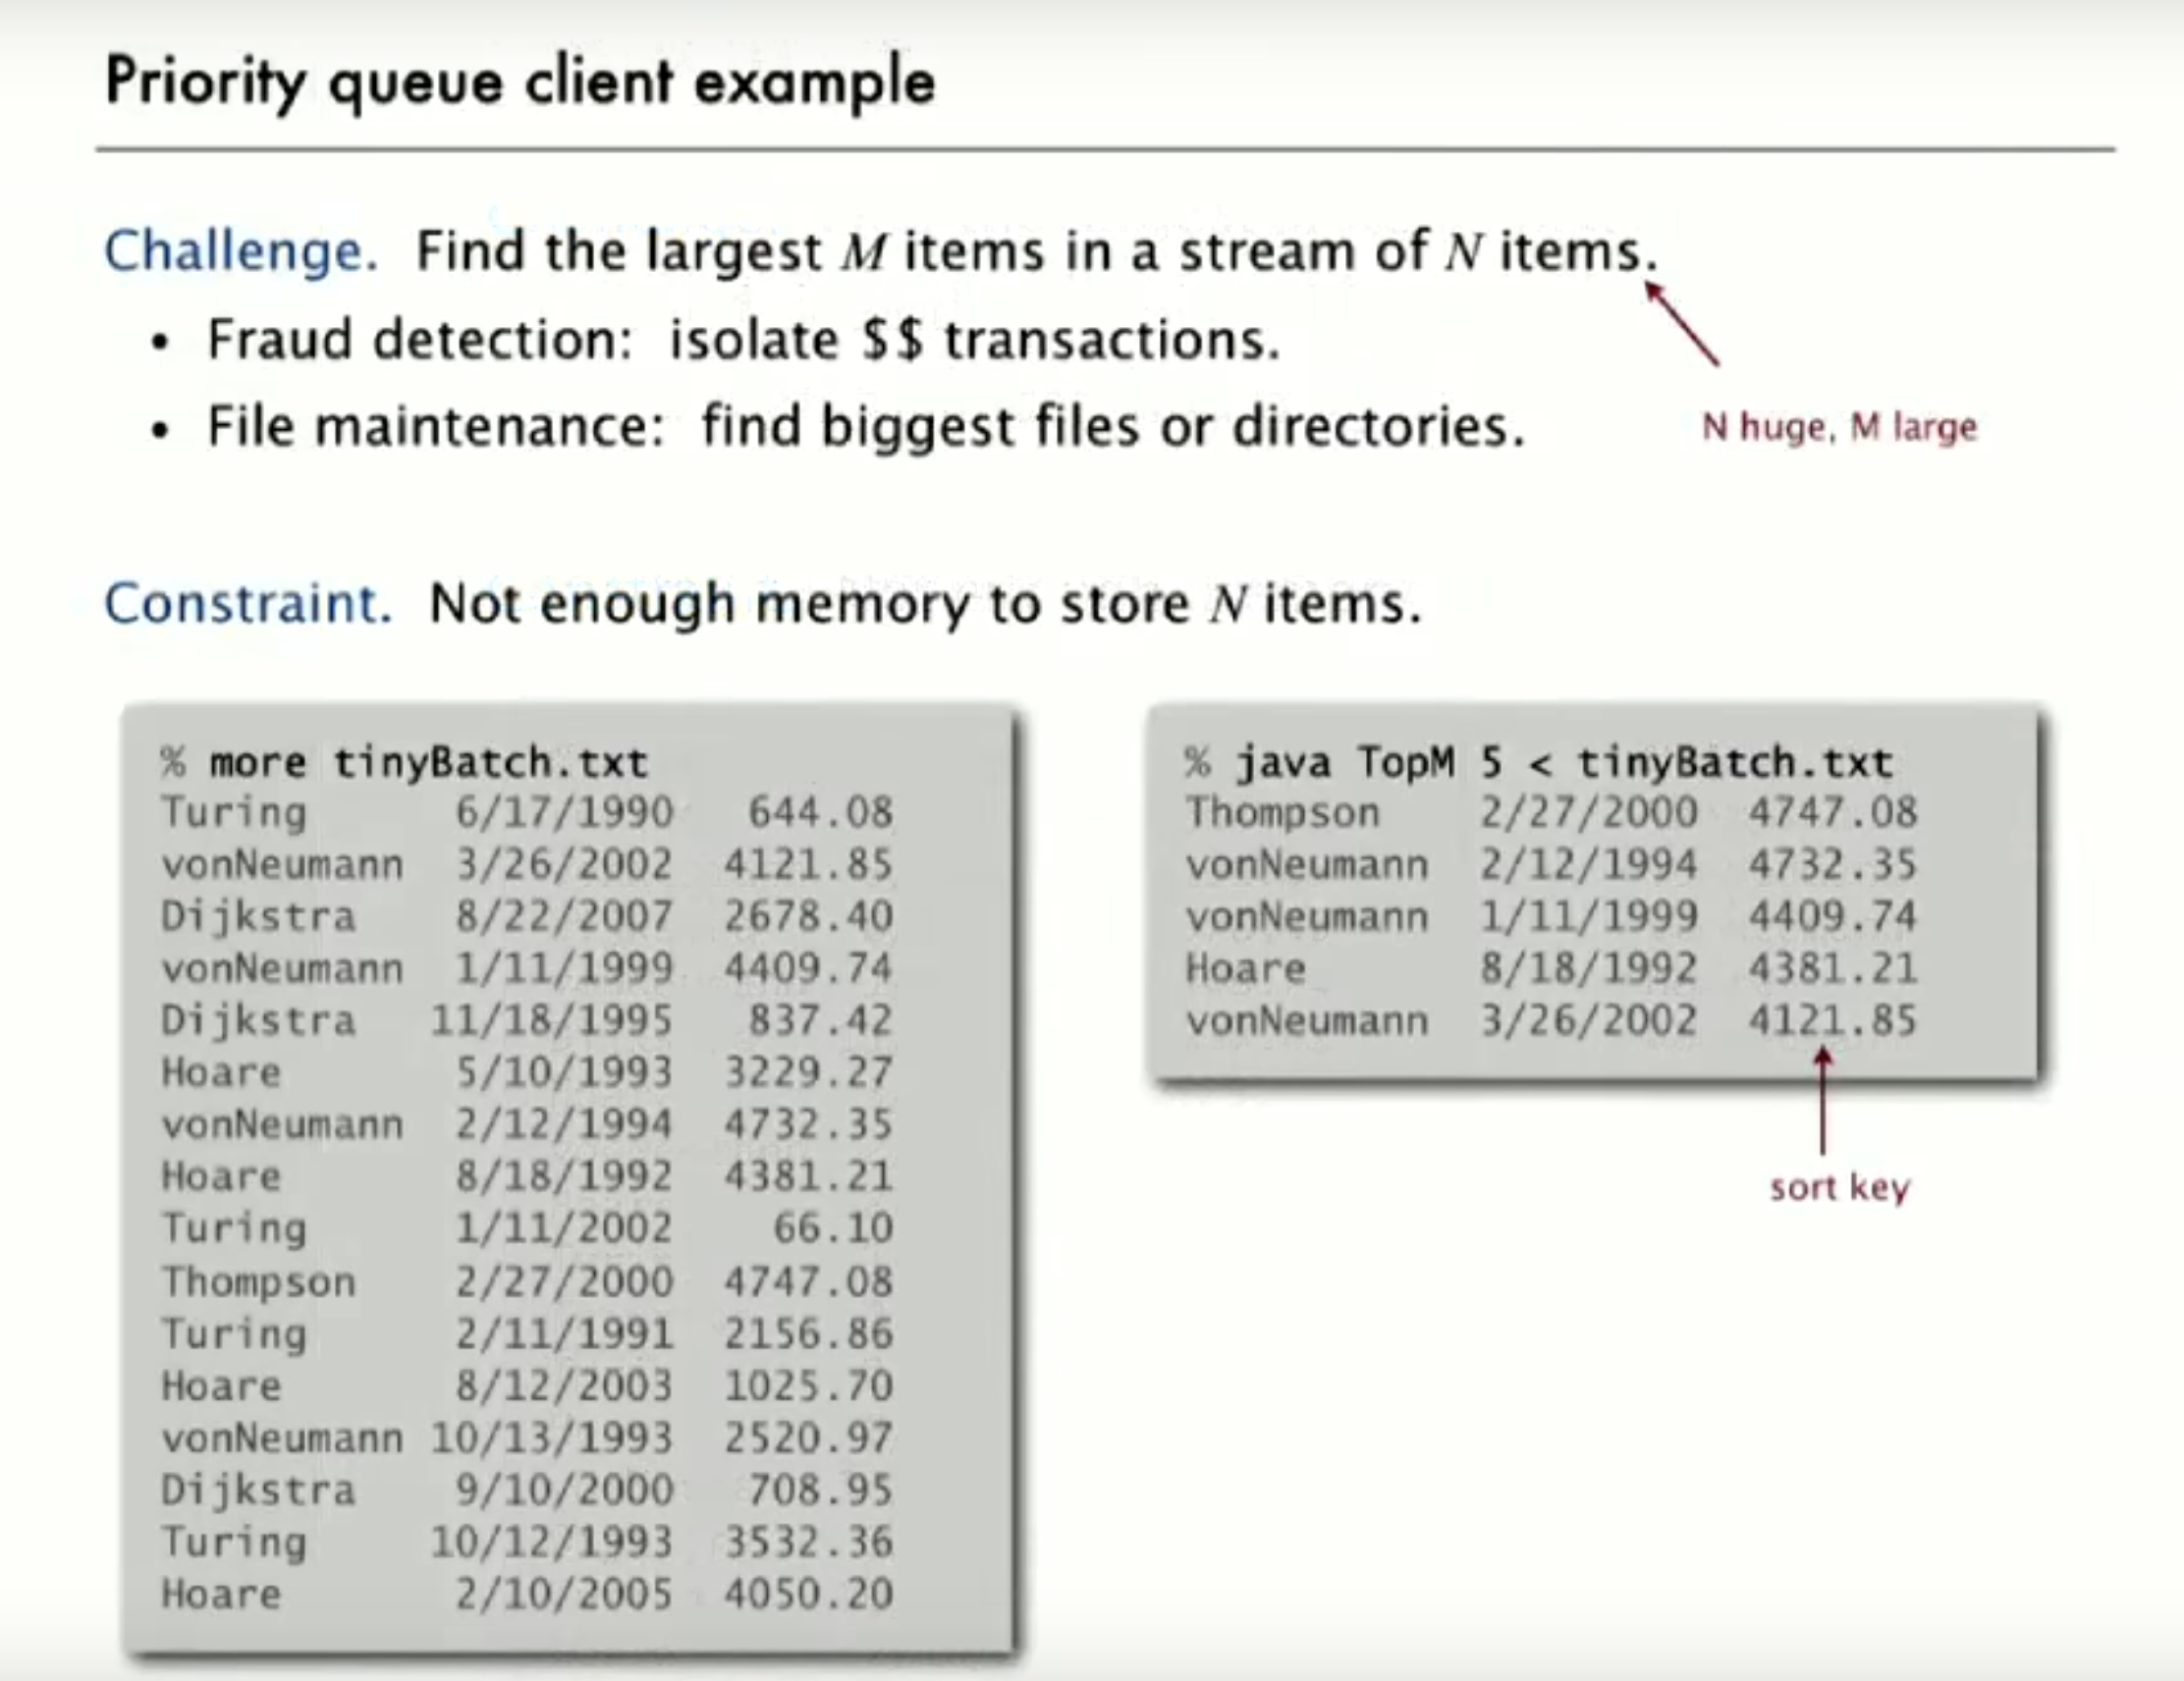 Priority queue client example
Challenge. Find the largest M items in a stream of N items.
• Fraud detection: isolate $$ transactions.
• File maintenance: find biggest files or directories.
N huge, M large
Constraint. Not enough memory to store N items.
% more tinyBatch.txt
Turing 6/17/1990 644.08
vonNeumann 3/26/2002 4121.85
Dijkstra 8/22/2007 2678.40
vonNeumann 1/11/1999 4409.74
Dijkstra 11/18/1995 837.42
Hoare 5/10/1993 3229.27
vonNeumann 2/12/1994 4732.35
Hoare 8/18/1992 4381.21
Turing 1/11/2002 66.10
Thompson 2/27/2000 4747.08
Turing 2/11/1991 2156.86
Hoare 8/12/2003 1025.70
vonNeumann 10/13/1993 2520.97
Dijkstra 9/10/2000 708.95
Turing 10/12/1993 3532.36
Hoare 2/10/2005 4050.20
% java TopM 5 < tinyBatch.txt
Thompson 2/27/2000 4747.08
vonNeumann 2/12/1994 4732.35
vonNeumann 1/11/1999 4409.74
Hoare 8/18/1992 4381.21
vonNeumann 3/26/2002 4121.85
sort key